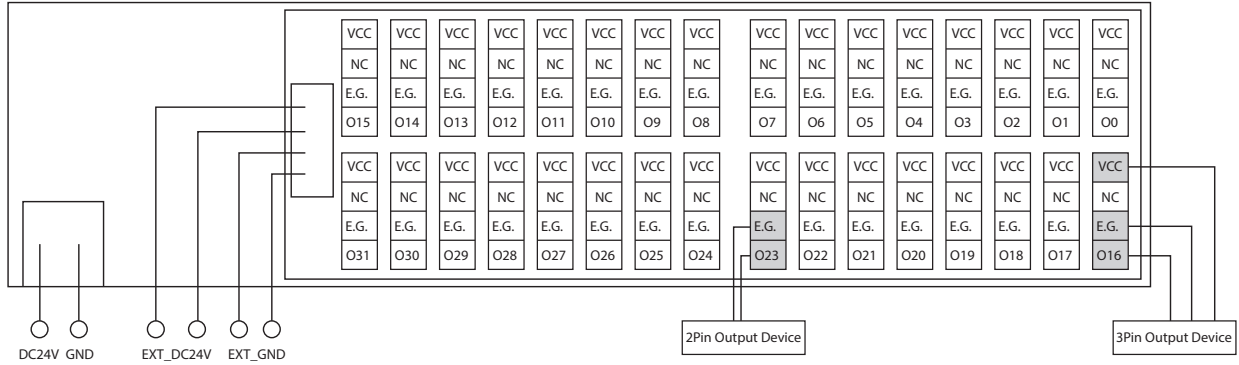 VCC VCC VCC VCC VCC VCC VCC VCC VCC VCC VCC VCC VCC VCC VCC VCC
NC NC NC NC NC NC NC NC NC NC NC NC NC NC NC NC
E.G. E.G. E.G. E.G. E.G. E.G. E.G. E.G. E.G. E.G. E.G. E.G. E.G. E.G. E.G. E.G.
O15 O14 O13 O12 O11 O10 O9 O8 O7 O6 O5 O4 O3 O2 O1 O0
VCC VCC VCC VCC VCC VCC VCC VCC VCC VCC VCC VCC VCC VCC VCC VCC
NC NC NC NC NC NC NC NC NC NC NC NC NC NC NC NC
E.G. E.G. E.G. E.G. E.G. E.G. E.G. E.G. E.G. E.G. E.G. E.G. E.G. E.G. E.G. E.G.
O31 O30 O29 O28 O27 O26 O25 O24 O23 O22 O21 O20 O19 O18 O17 O16
2Pin Output Device 3Pin Output Device
DC24V GND EXT_DC24V EXT_GND